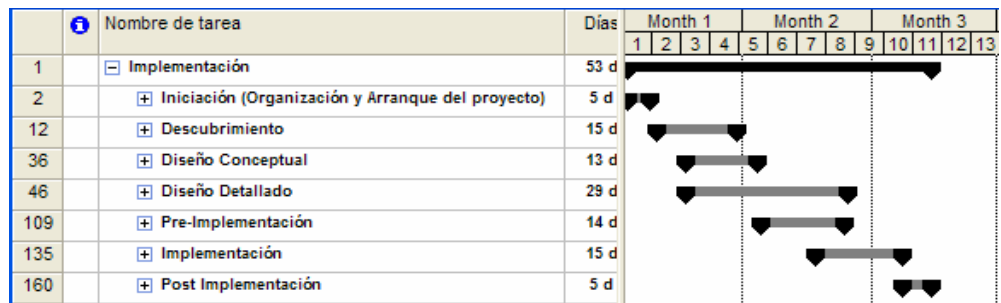 Nombre de tarea Días Month 1 Month 2 Month 3
1 2 3 4 5 6 7 8 9 10 11 12 13
1 Implementación 53 d
2 Iniciación (Organización y Arranque del proyecto) 5 d
12 Descubrimiento 15 d
36 Diseño Conceptual 13 d
46 Diseño Detallado 29 d
109 Pre-Implementación 14 d
135 Implementación 15 d
160 Post Implementación 5 d